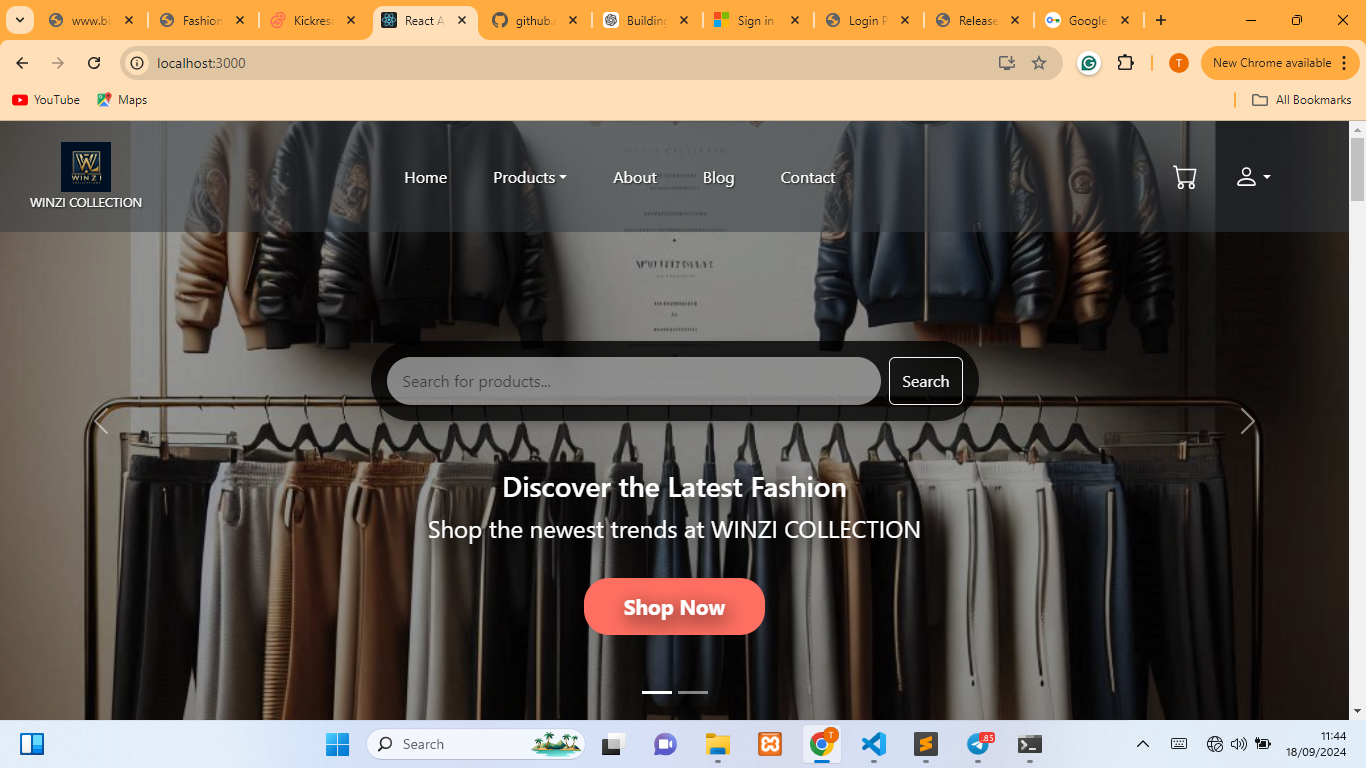 www.bi
Fashion
Kickres
React A
github.c
Building
Sign in
Login P
Release
Google
localhost:3000
T
New Chrome available
YouTube
Maps
All Bookmarks
WINZI
WINZI COLLECTION
Home
Products
About
Blog
Contact
Search for products...
Search
Discover the Latest Fashion
Shop the newest trends at WINZI COLLECTION
Shop Now
Search
T
85
11:44
18/09/2024